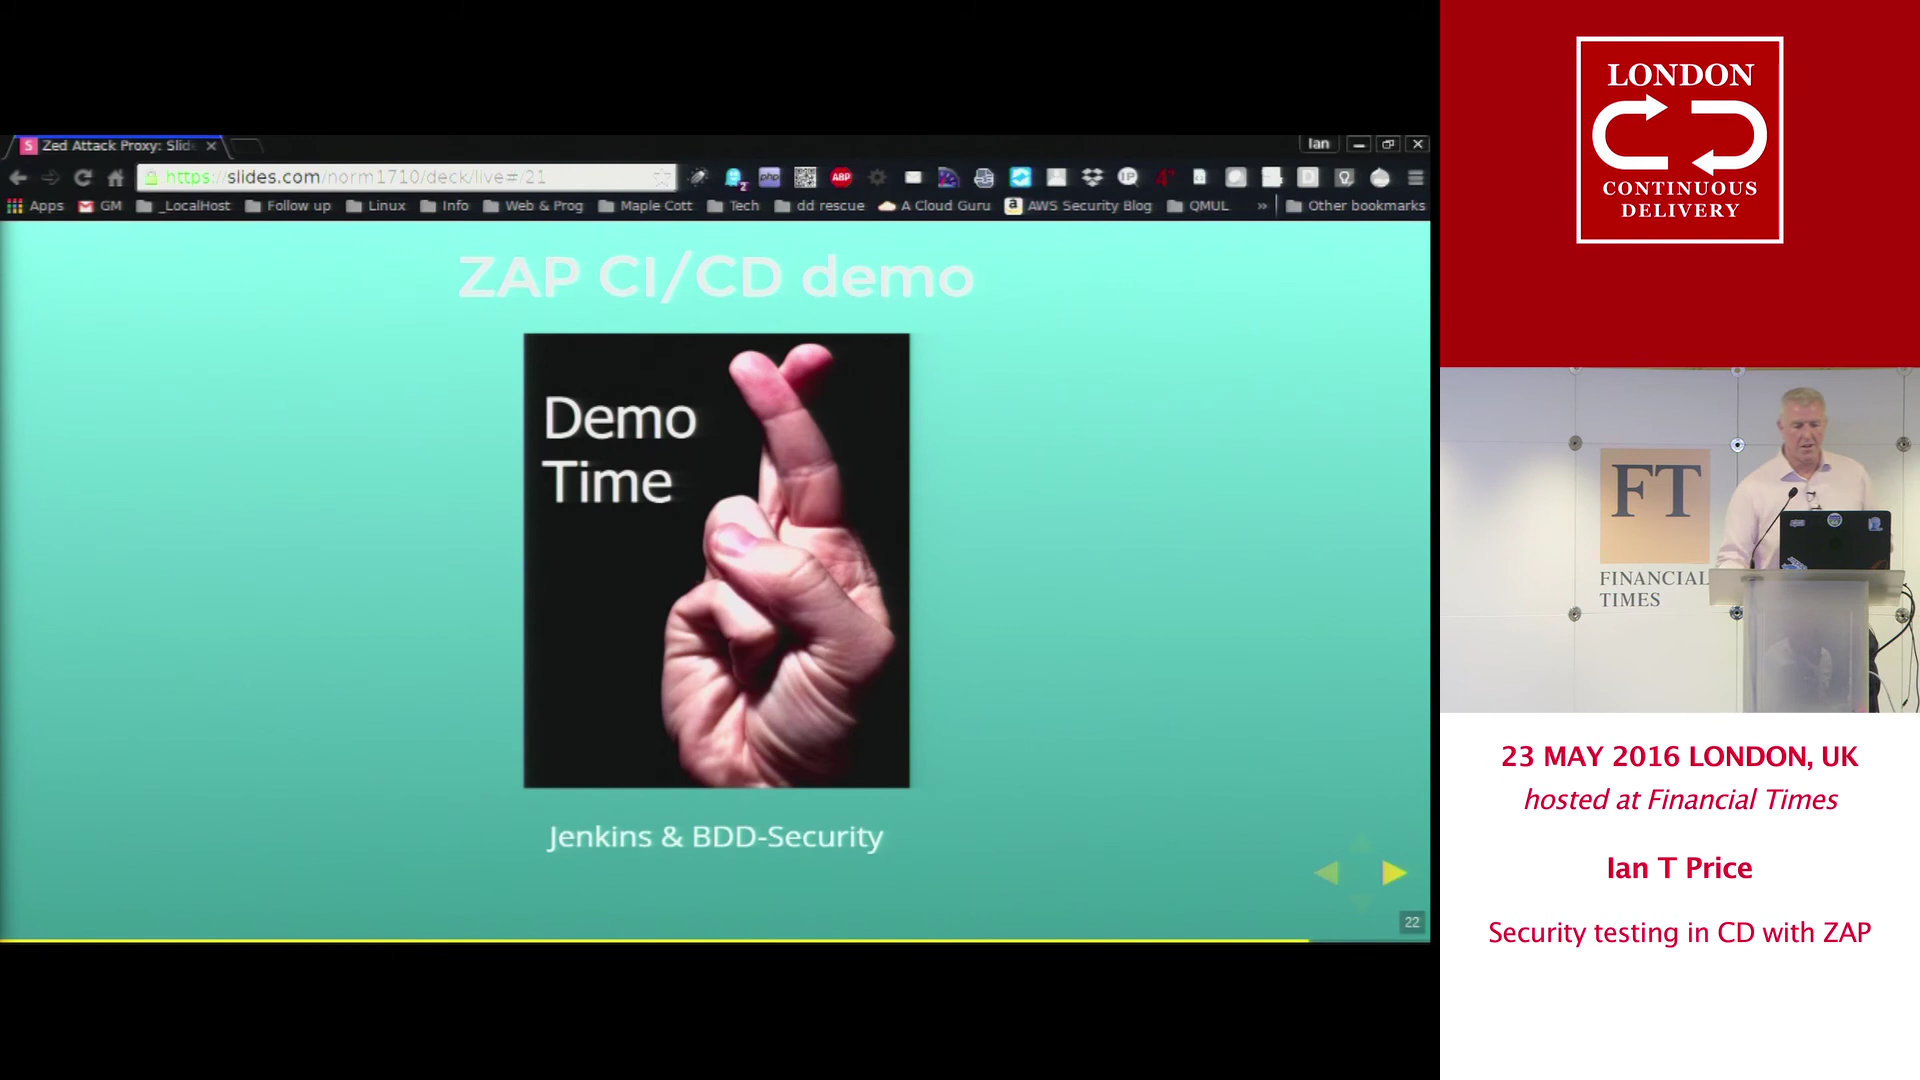 Zed Attack Proxy: Slid
Ian
https://slides.com/norm1710/deck/live#/21
php
ABP
IP
D
Apps
GM
_LocalHost
Follow up
Linux
Info
Web & Prog
Maple Cott
Tech
dd rescue
A Cloud Guru
AWS Security Blog
QMUL
»
Other bookmarks
ZAP CI/CD demo
Demo
Time
Jenkins & BDD-Security
22
LONDON
CONTINUOUS
DELIVERY
FT
FINANCIAL
TIMES
23 MAY 2016 LONDON, UK
hosted at Financial Times
Ian T Price
Security testing in CD with ZAP